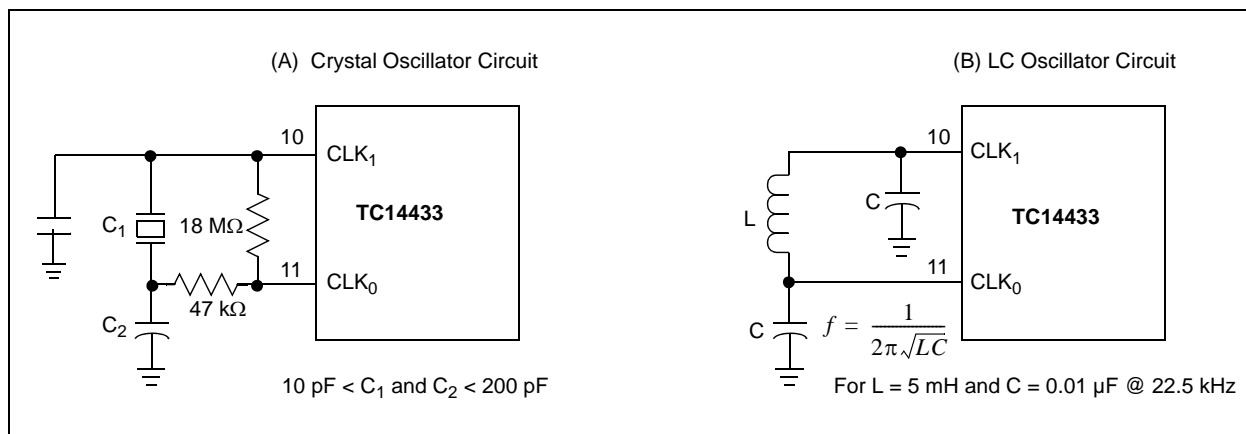 (A) Crystal Oscillator Circuit
10
CLK1
TC14433
C1
18 MΩ
11
CLK0
47 kΩ
C2
10 pF < C1 and C2 < 200 pF
(B) LC Oscillator Circuit
10
CLK1
C
TC14433
L
11
CLK0
C
f = 1 / 2π√LC
For L = 5 mH and C = 0.01 µF @ 22.5 kHz